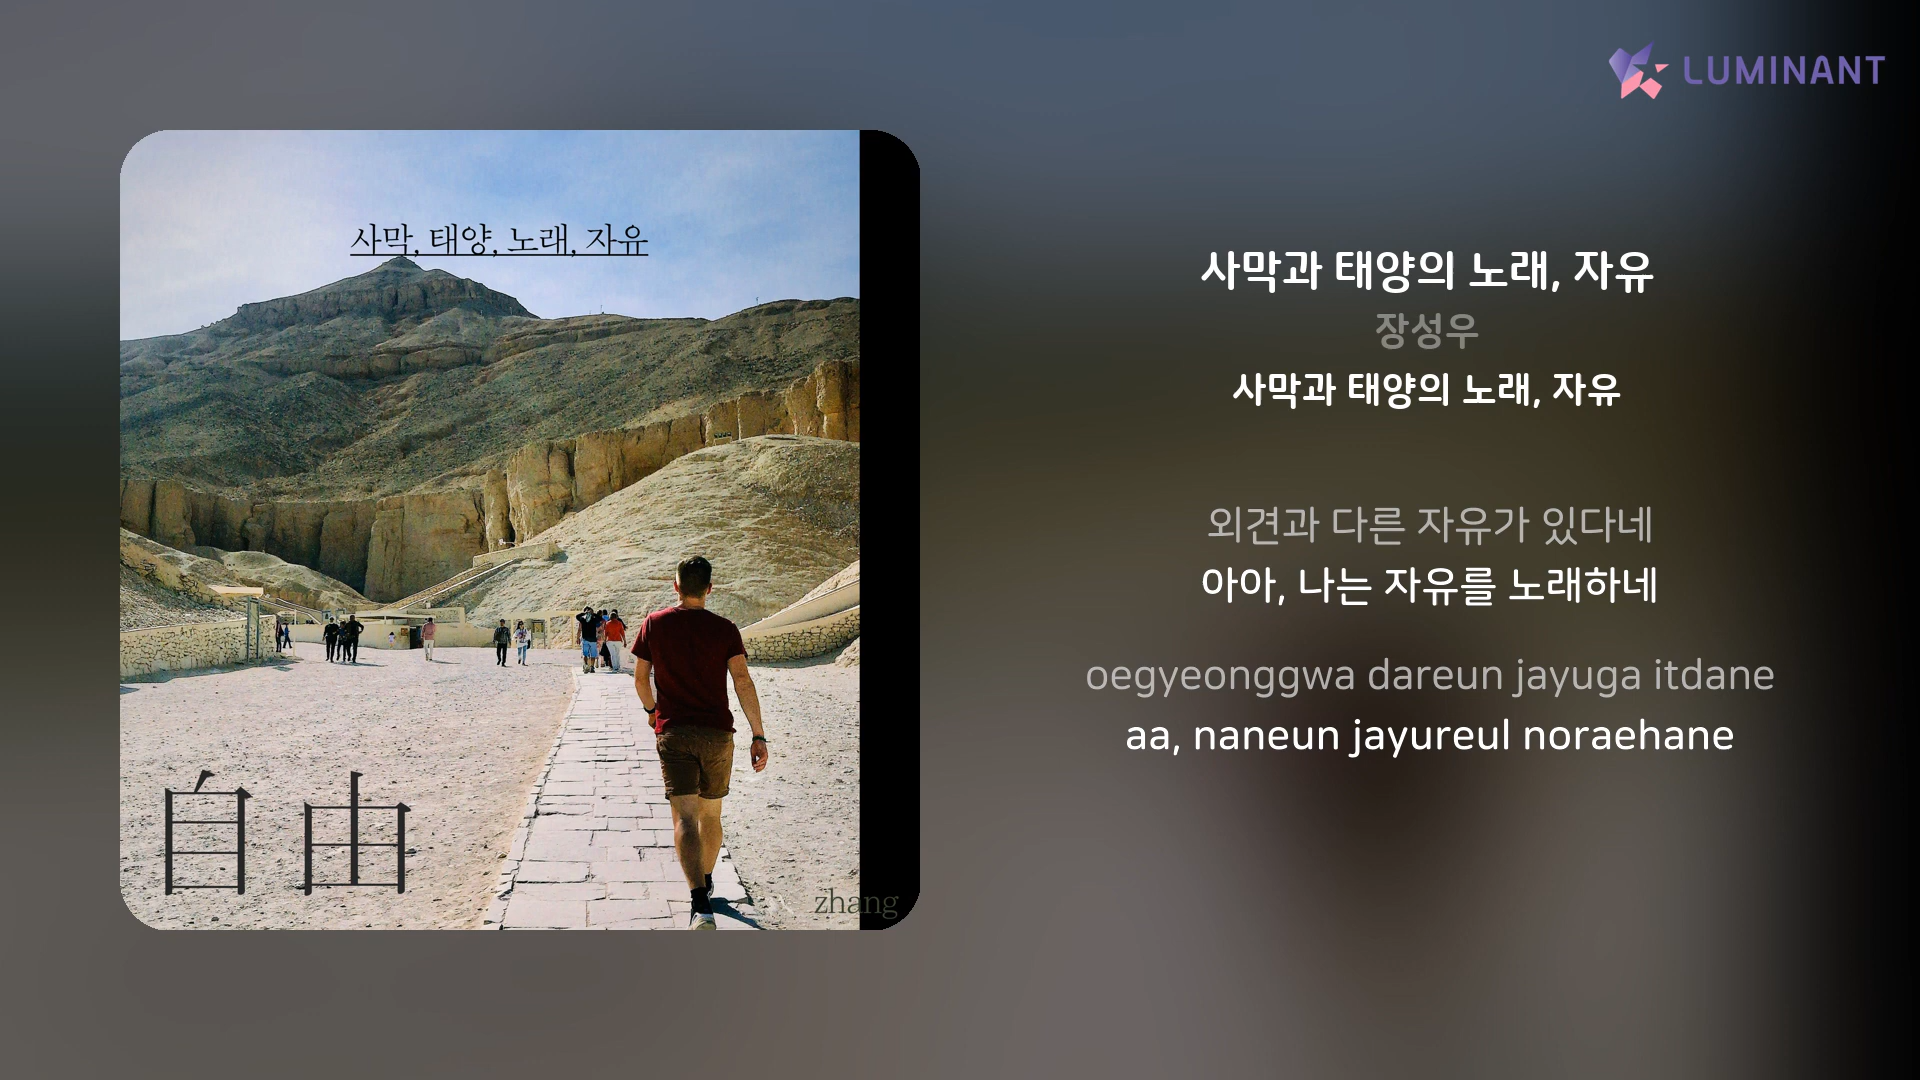 LUMINANT
사막, 태양, 노래, 자유
自由
zhang
사막과 태양의 노래, 자유
장성우
사막과 태양의 노래, 자유
외견과 다른 자유가 있다네
아아, 나는 자유를 노래하네
oegyeonggwa dareun jayuga itdane
aa, naneun jayureul noraehane